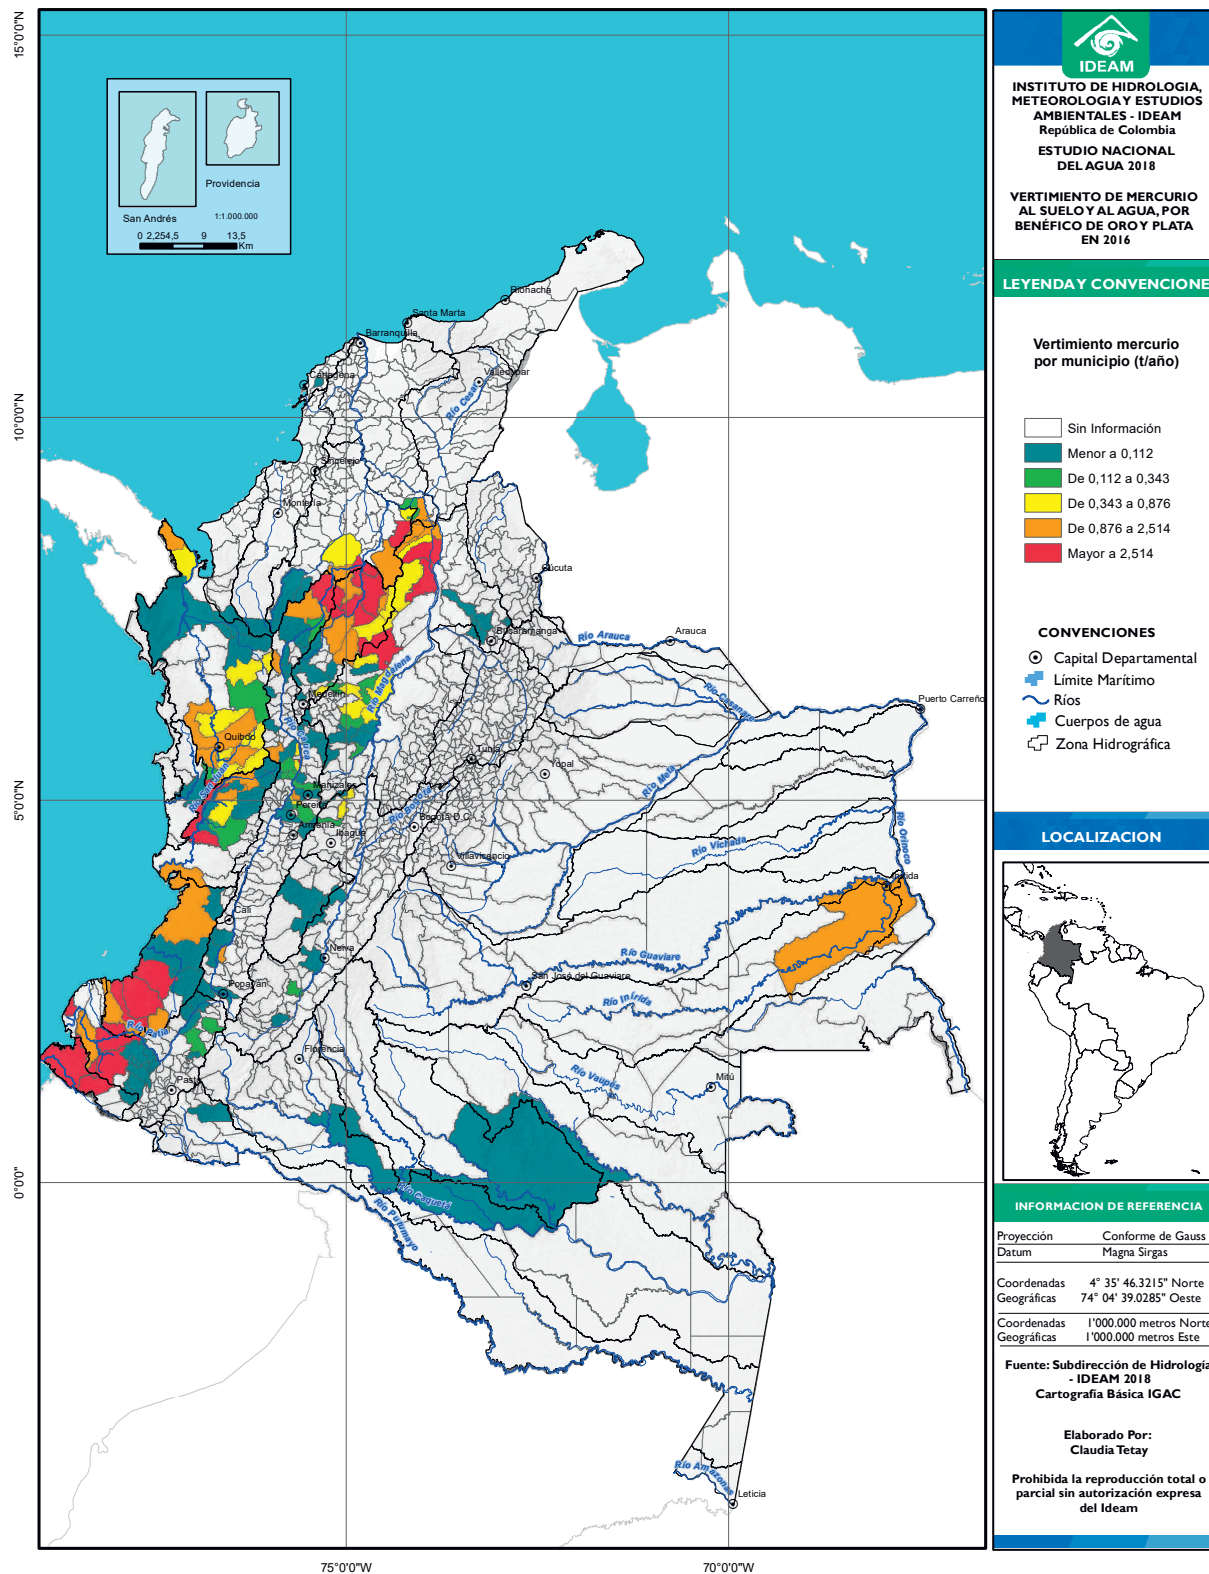 15°0'0"N
10°0'0"N
5°0'0"N
0°0'0"
75°0'0"W
70°0'0"W
San Andrés
Providencia
1:1.000.000
0 2,25 4,5 9 13,5
Km
Riohacha
Santa Marta
Barranquilla
Cartagena
Valledupar
Río Cesar
Sincelejo
Montería
Cúcuta
Bucaramanga
Río Arauca
Arauca
Río Magdalena
Medellín
Río Cauca
Río Casanare
Puerto Carreño
Quibdó
Tunja
Yopal
Río Meta
Río San Juan
Manizales
Pereira
Armenia
Ibagué
Río Bogotá
Bogotá D.C.
Villavicencio
Río Vichada
Río Orinoco
Inírida
Cali
Neiva
Río Guaviare
San José del Guaviare
Río Inírida
Popayán
Río Patía
Florencia
Pasto
Río Vaupés
Mitú
Río Caquetá
Río Putumayo
Río Amazonas
Leticia
IDEAM
INSTITUTO DE HIDROLOGIA,
METEOROLOGIA Y ESTUDIOS
AMBIENTALES - IDEAM
República de Colombia
ESTUDIO NACIONAL
DEL AGUA 2018
VERTIMIENTO DE MERCURIO
AL SUELO Y AL AGUA, POR
BENÉFICO DE ORO Y PLATA
EN 2016
LEYENDA Y CONVENCIONE
Vertimiento mercurio
por municipio (t/año)
Sin Información
Menor a 0,112
De 0,112 a 0,343
De 0,343 a 0,876
De 0,876 a 2,514
Mayor a 2,514
CONVENCIONES
Capital Departamental
Límite Marítimo
Ríos
Cuerpos de agua
Zona Hidrográfica
LOCALIZACION
INFORMACION DE REFERENCIA
Proyección Conforme de Gauss
Datum Magna Sirgas
Coordenadas 4° 35' 46.3215" Norte
Geográficas 74° 04' 39.0285" Oeste
Coordenadas 1'000.000 metros Norte
Geográficas 1'000.000 metros Este
Fuente: Subdirección de Hidrología
- IDEAM 2018
Cartografía Básica IGAC
Elaborado Por:
Claudia Tetay
Prohibida la reproducción total o
parcial sin autorización expresa
del Ideam